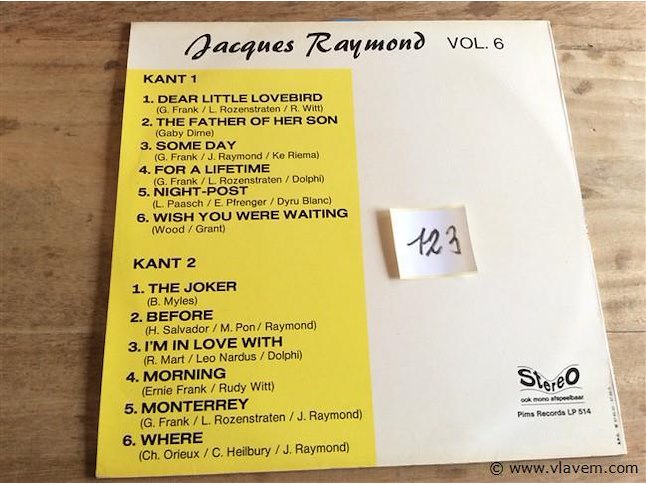 Jacques Raymond VOL. 6
KANT 1
1. DEAR LITTLE LOVEBIRD
(G. Frank / L. Rozenstraten / R. Witt)
2. THE FATHER OF HER SON
(Gaby Dirne)
3. SOME DAY
(G. Frank / J. Raymond / Ke Riema)
4. FOR A LIFETIME
(G. Frank / L. Rozenstraten / Dolphi)
5. NIGHT-POST
(L. Paasch / E. Pfrenger / Dyru Blanc)
6. WISH YOU WERE WAITING
(Wood / Grant)
123
KANT 2
1. THE JOKER
(B. Myles)
2. BEFORE
(H. Salvador / M. Pon / Raymond)
3. I'M IN LOVE WITH
(R. Mart / Leo Nardus / Dolphi)
4. MORNING
(Ernie Frank / Rudy Witt)
5. MONTERREY
(G. Frank / L. Rozenstraten / J. Raymond)
6. WHERE
(Ch. Orieux / C. Heilbury / J. Raymond)
Stereo
ook mono afspeelbaar
Pims Records LP 514
© www.vlavem.com